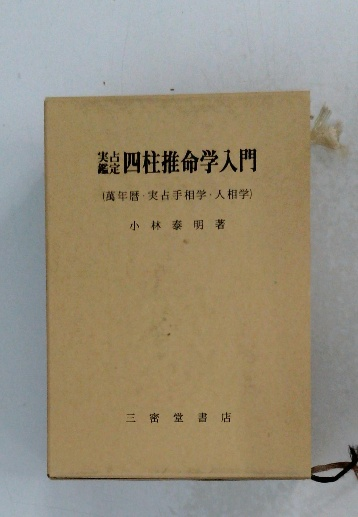 実占鑑定 四柱推命学入門
(萬年暦・実占手相学・人相学)
小林泰明著
三密堂書店